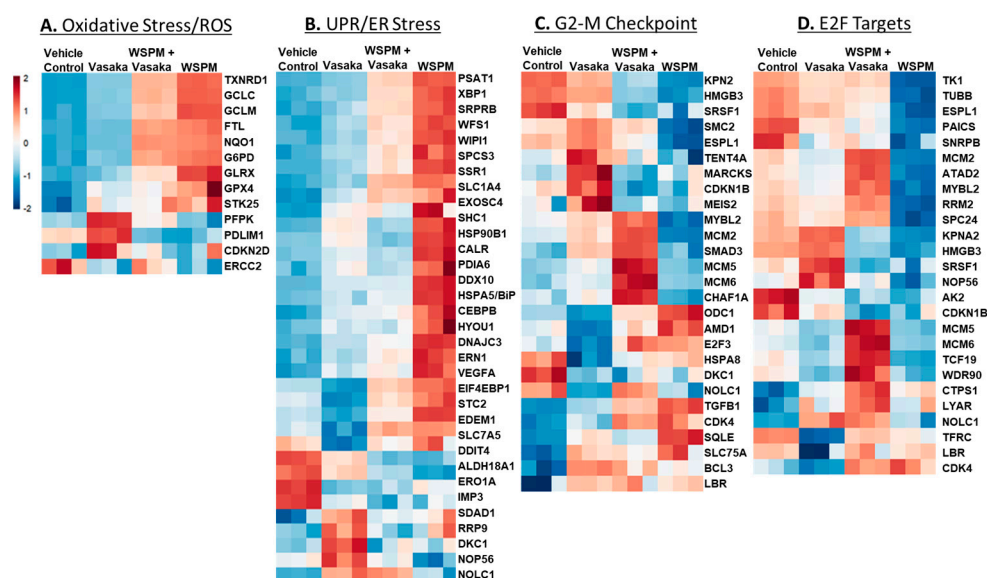 A. Oxidative Stress/ROS
Vehicle
Control
Vasaka
WSPM +
Vasaka
WSPM
2
1
0
-1
-2
TXNRD1
GCLC
GCLM
FTL
NQO1
G6PD
GLRX
GPX4
STK25
PFPK
PDLIM1
CDKN2D
ERCC2
B. UPR/ER Stress
Vehicle
Control
Vasaka
WSPM +
Vasaka
WSPM
PSAT1
XBP1
SRPRB
WFS1
WIPI1
SPCS3
SSR1
SLC1A4
EXOSC4
SHC1
HSP90B1
CALR
PDIA6
DDX10
HSPA5/BiP
CEBPB
HYOU1
DNAJC3
ERN1
VEGFA
EIF4EBP1
STC2
EDEM1
SLC7A5
DDIT4
ALDH18A1
ERO1A
IMP3
SDAD1
RRP9
DKC1
NOP56
NOLC1
C. G2-M Checkpoint
Vehicle
Control
Vasaka
WSPM +
Vasaka
WSPM
KPN2
HMGB3
SRSF1
SMC2
ESPL1
TENT4A
MARCKS
CDKN1B
MEIS2
MYBL2
MCM2
SMAD3
MCM5
MCM6
CHAF1A
ODC1
AMD1
E2F3
HSPA8
DKC1
NOLC1
TGFB1
CDK4
SQLE
SLC75A
BCL3
LBR
D. E2F Targets
Vehicle
Control
Vasaka
WSPM +
Vasaka
WSPM
TK1
TUBB
ESPL1
PAICS
SNRPB
MCM2
ATAD2
MYBL2
RRM2
SPC24
KPNA2
HMGB3
SRSF1
NOP56
AK2
CDKN1B
MCM5
MCM6
TCF19
WDR90
CTPS1
LYAR
NOLC1
TFRC
LBR
CDK4